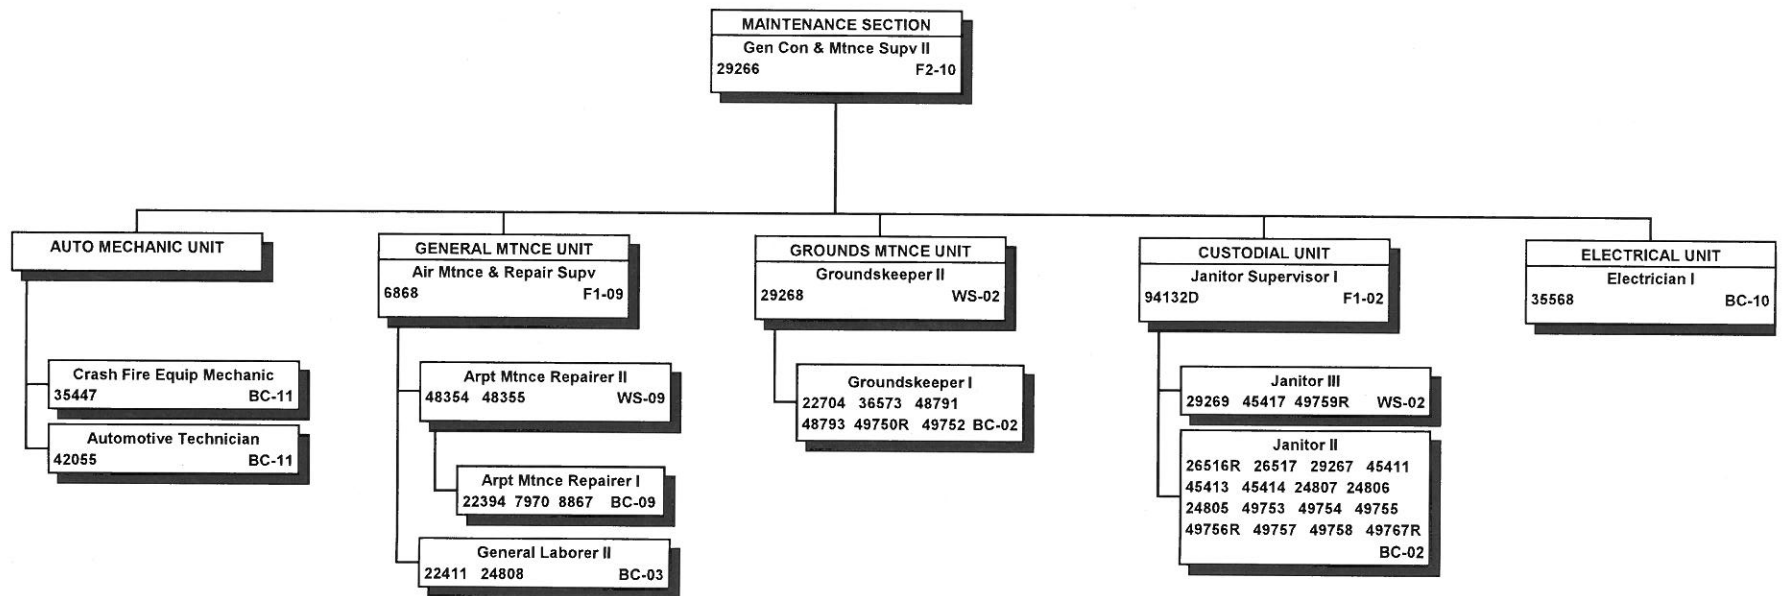 MAINTENANCE SECTION
Gen Con & Mtnce Supv II
29266 F2-10
AUTO MECHANIC UNIT
Crash Fire Equip Mechanic
35447 BC-11
Automotive Technician
42055 BC-11
GENERAL MTNCE UNIT
Air Mtnce & Repair Supv
6868 F1-09
Arpt Mtnce Repairer II
48354 48355 WS-09
Arpt Mtnce Repairer I
22394 7970 8867 BC-09
General Laborer II
22411 24808 BC-03
GROUNDS MTNCE UNIT
Groundskeeper II
29268 WS-02
Groundskeeper I
22704 36573 48791
48793 49750R 49752 BC-02
CUSTODIAL UNIT
Janitor Supervisor I
94132D F1-02
Janitor III
29269 45417 49759R WS-02
Janitor II
26516R 26517 29267 45411
45413 45414 24807 24806
24805 49753 49754 49755
49756R 49757 49758 49767R
BC-02
ELECTRICAL UNIT
Electrician I
35568 BC-10